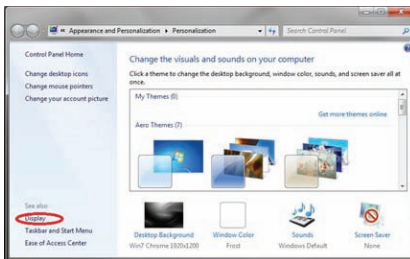 « Appearance and Personalization ▸ Personalization
Search Control Panel
Control Panel Home
Change desktop icons
Change mouse pointers
Change your account picture
See also
Display
Taskbar and Start Menu
Ease of Access Center
Change the visuals and sounds on your computer
Click a theme to change the desktop background, window color, sounds, and screen saver all at
once.
My Themes (0)
Get more themes online
Aero Themes (7)
Desktop Background
Win7 Chrome 1920x1200
Window Color
Frost
Sounds
Windows Default
Screen Saver
None